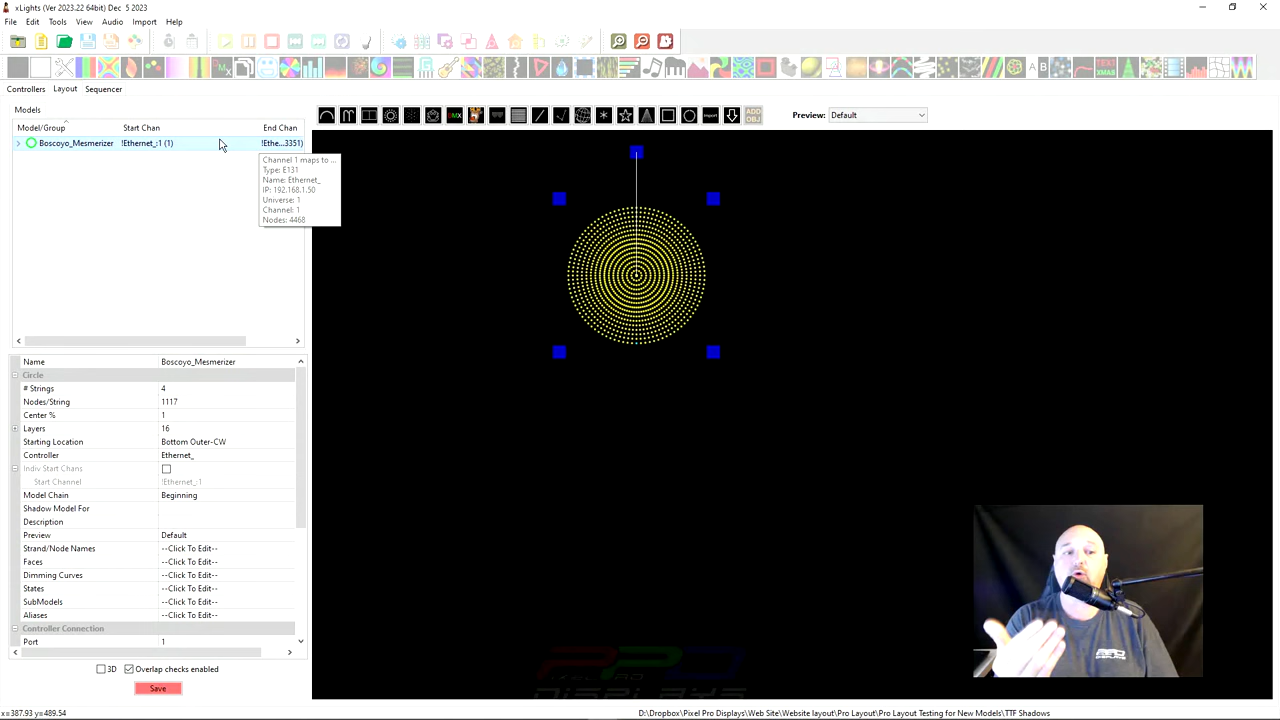 xLights (Ver 2023.22 64bit) Dec 5 2023
File Edit Tools View Audio Import Help
Controllers Layout Sequencer
Models
Preview: Default
Model/Group Start Chan End Chan
Boscoyo_Mesmerizer !Ethernet_:1 (1) !Ethe...3351)
Channel 1 maps to ...
Type: E131
Name: Ethernet_
IP: 192.168.1.50
Universe: 1
Channel: 1
Nodes: 4468
Name Boscoyo_Mesmerizer
Circle
# Strings 4
Nodes/String 1117
Center % 1
Layers 16
Starting Location Bottom Outer-CW
Controller Ethernet_
Indiv Start Chans
Start Channel !Ethernet_:1
Model Chain Beginning
Shadow Model For
Description
Preview Default
Strand/Node Names --Click To Edit--
Faces --Click To Edit--
Dimming Curves --Click To Edit--
States --Click To Edit--
SubModels --Click To Edit--
Aliases --Click To Edit--
Controller Connection
Port 1
3D Overlap checks enabled
Save
x=387.93 y=489.54 D:\Dropbox\Pixel Pro Displays\Web Site\Website layout\Pro Layout\Pro Layout Testing for New Models\TTF Shadows